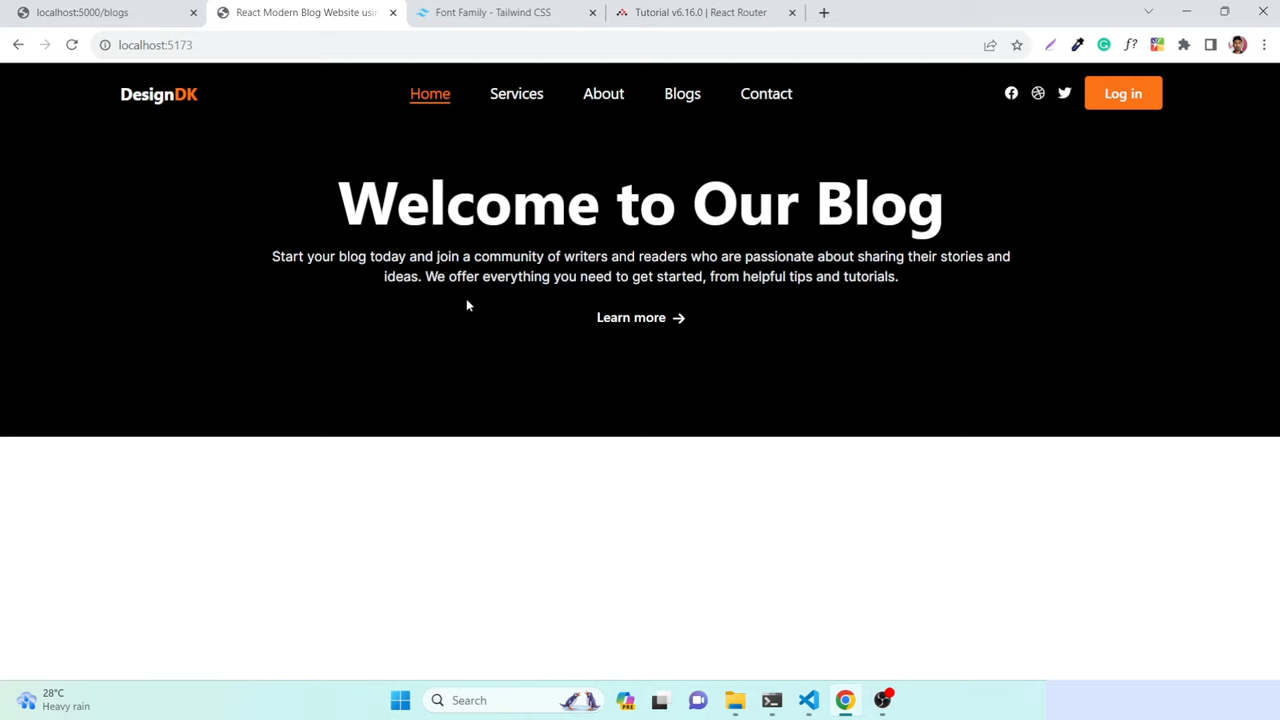 localhost:5000/blogs
React Modern Blog Website usin
Font Family - Tailwind CSS
Tutorial v6.16.0 | React Router
localhost:5173
f?
DesignDK
Home
Services
About
Blogs
Contact
Log in
Welcome to Our Blog
Start your blog today and join a community of writers and readers who are passionate about sharing their stories and
ideas. We offer everything you need to get started, from helpful tips and tutorials.
Learn more
28°C
Heavy rain
Search
PRE